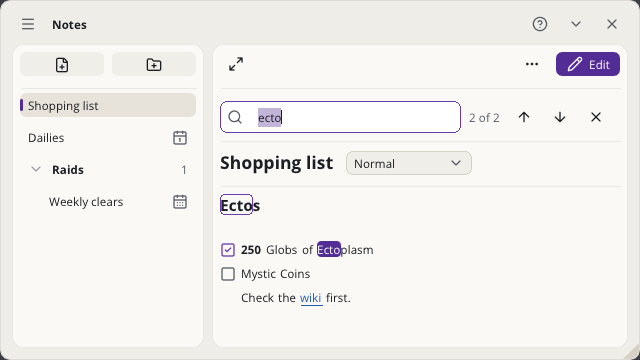 Notes
Edit
Shopping list
ecto
2 of 2
Dailies
Shopping list
Normal
Raids
1
Weekly clears
Ectos
250 Globs of Ectoplasm
Mystic Coins
Check the wiki first.